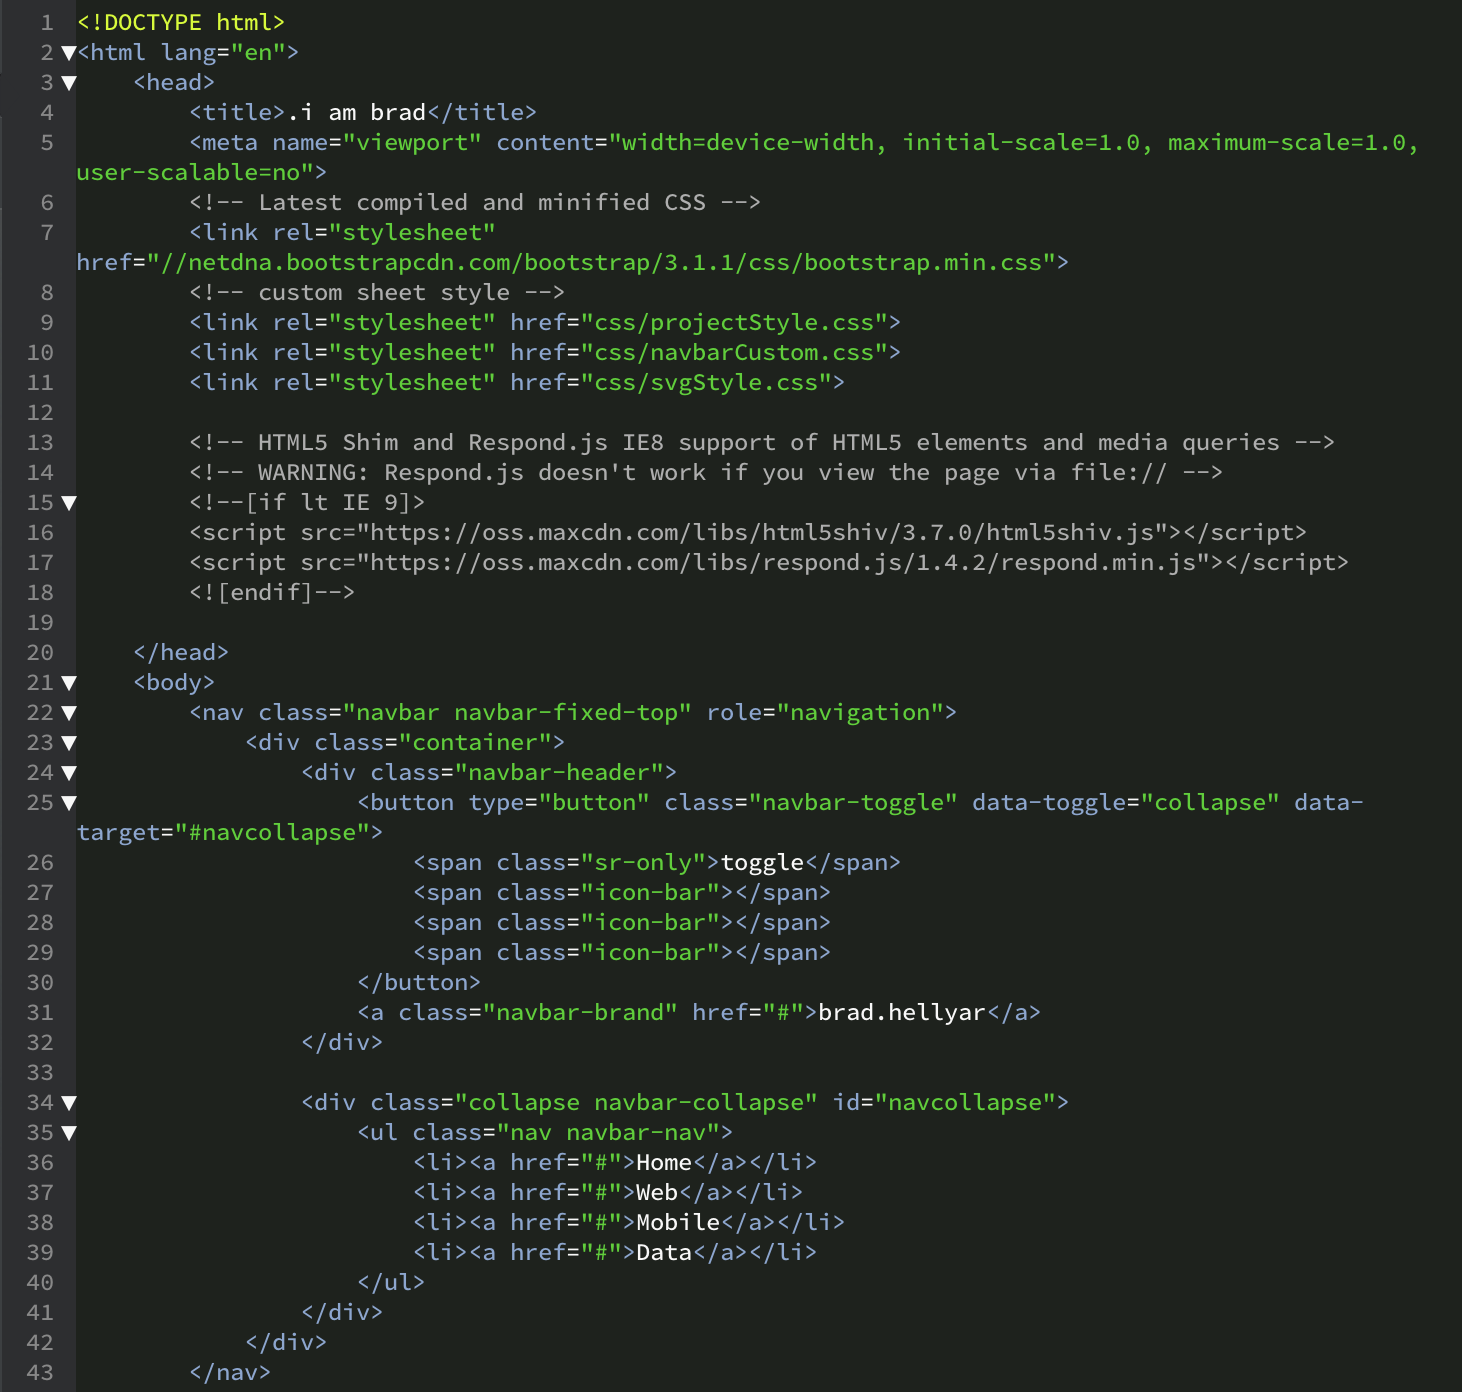 1 <!DOCTYPE html>
2 <html lang="en">
3 <head>
4 <title>.i am brad</title>
5 <meta name="viewport" content="width=device-width, initial-scale=1.0, maximum-scale=1.0,
user-scalable=no">
6 <!-- Latest compiled and minified CSS -->
7 <link rel="stylesheet"
href="//netdna.bootstrapcdn.com/bootstrap/3.1.1/css/bootstrap.min.css">
8 <!-- custom sheet style -->
9 <link rel="stylesheet" href="css/projectStyle.css">
10 <link rel="stylesheet" href="css/navbarCustom.css">
11 <link rel="stylesheet" href="css/svgStyle.css">
12
13 <!-- HTML5 Shim and Respond.js IE8 support of HTML5 elements and media queries -->
14 <!-- WARNING: Respond.js doesn't work if you view the page via file:// -->
15 <!--[if lt IE 9]>
16 <script src="https://oss.maxcdn.com/libs/html5shiv/3.7.0/html5shiv.js"></script>
17 <script src="https://oss.maxcdn.com/libs/respond.js/1.4.2/respond.min.js"></script>
18 <![endif]-->
19
20 </head>
21 <body>
22 <nav class="navbar navbar-fixed-top" role="navigation">
23 <div class="container">
24 <div class="navbar-header">
25 <button type="button" class="navbar-toggle" data-toggle="collapse" data-
target="#navcollapse">
26 <span class="sr-only">toggle</span>
27 <span class="icon-bar"></span>
28 <span class="icon-bar"></span>
29 <span class="icon-bar"></span>
30 </button>
31 <a class="navbar-brand" href="#">brad.hellyar</a>
32 </div>
33
34 <div class="collapse navbar-collapse" id="navcollapse">
35 <ul class="nav navbar-nav">
36 <li><a href="#">Home</a></li>
37 <li><a href="#">Web</a></li>
38 <li><a href="#">Mobile</a></li>
39 <li><a href="#">Data</a></li>
40 </ul>
41 </div>
42 </div>
43 </nav>